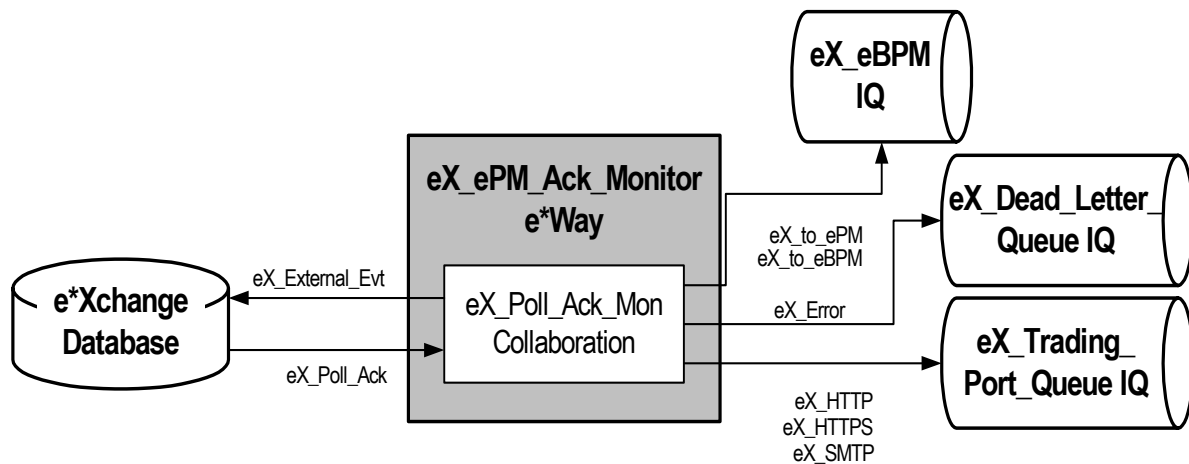 eX_eBPM
IQ
eX_ePM_Ack_Monitor
e*Way
eX_Dead_Letter_
Queue IQ
eX_to_ePM
eX_to_eBPM
eX_External_Evt
e*Xchange
Database
eX_Poll_Ack_Mon
Collaboration
eX_Error
eX_Poll_Ack
eX_Trading_
Port_Queue IQ
eX_HTTP
eX_HTTPS
eX_SMTP